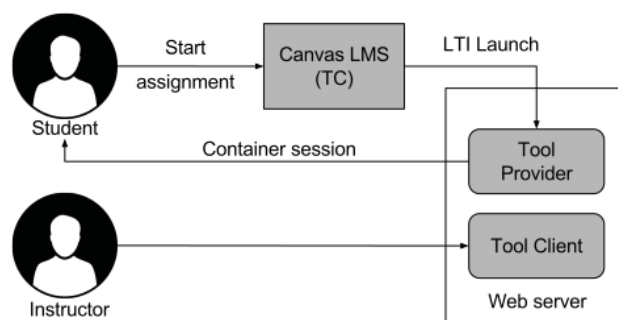 Start
assignment
Canvas LMS
(TC)
LTI Launch
Student
Container session
Tool
Provider
Tool Client
Instructor
Web server